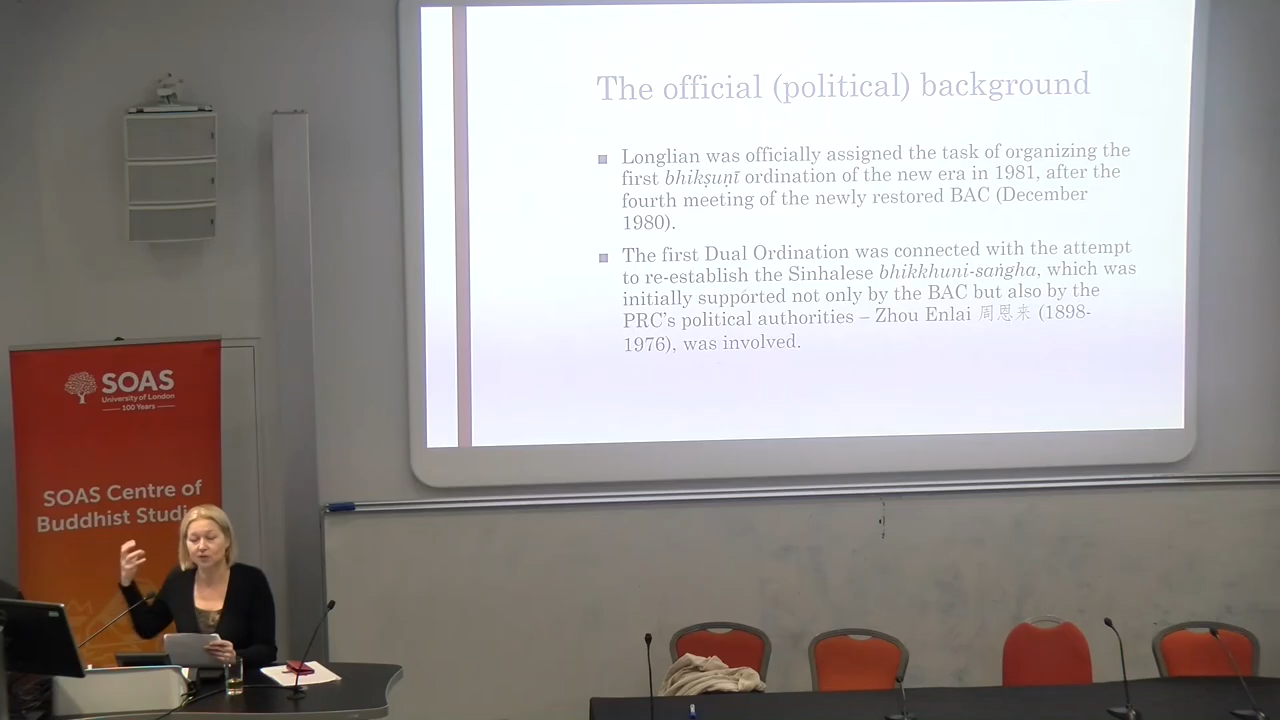 The official (political) background
Longlian was officially assigned the task of organizing the
first bhikṣuṇī ordination of the new era in 1981, after the
fourth meeting of the newly restored BAC (December
1980).
The first Dual Ordination was connected with the attempt
to re-establish the Sinhalese bhikkhuni-saṅgha, which was
initially supported not only by the BAC but also by the
PRC’s political authorities – Zhou Enlai 周恩来 (1898-
1976), was involved.
SOAS
University of London
100 Years
SOAS Centre of
Buddhist